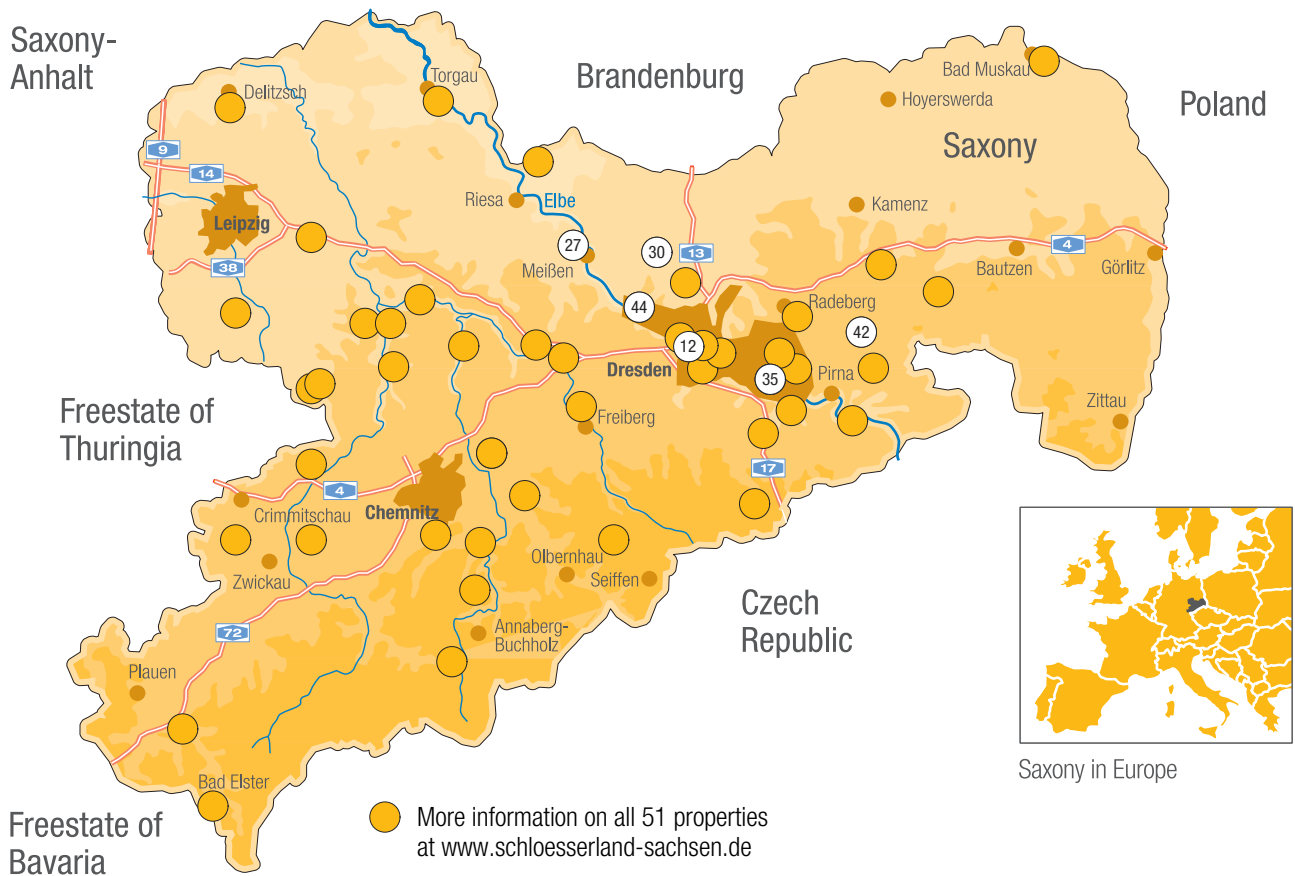 Saxony-
Anhalt
Brandenburg
Poland
Saxony
Bad Muskau
Hoyerswerda
Torgau
Delitzsch
9
14
Leipzig
38
Riesa
Elbe
Kamenz
27
Meißen
30
13
4
Bautzen
Görlitz
44
Radeberg
42
12
Dresden
35
Pirna
Zittau
Freestate of
Thuringia
Freiberg
17
4
Crimmitschau
Chemnitz
Zwickau
Olbernhau
Seiffen
Czech
Republic
72
Annaberg-
Buchholz
Plauen
Bad Elster
Freestate of
Bavaria
More information on all 51 properties
at www.schloesserland-sachsen.de
Saxony in Europe